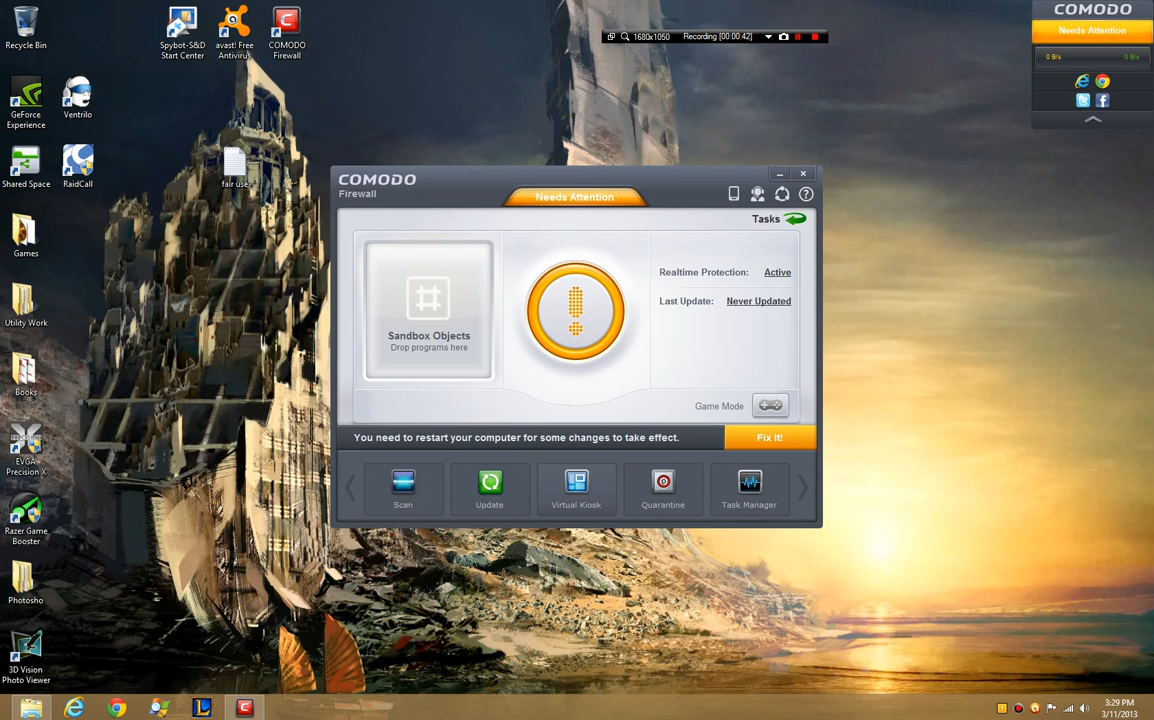 Recycle Bin
Spybot-S&D
Start Center
avast! Free
Antivirus
COMODO
Firewall
1680x1050
Recording [00:00:42]
COMODO
Needs Attention
0 B/s
0 B/s
GeForce
Experience
Ventrilo
Shared Space
RaidCall
fair use
Games
Utility Work
Books
EVGA
Precision X
Razer Game
Booster
Photosho
3D Vision
Photo Viewer
COMODO
Firewall
Needs Attention
Tasks
Sandbox Objects
Drop programs here
Realtime Protection: Active
Last Update: Never Updated
Game Mode
You need to restart your computer for some changes to take effect.
Fix It!
Scan
Update
Virtual Kiosk
Quarantine
Task Manager
3:29 PM
3/11/2013